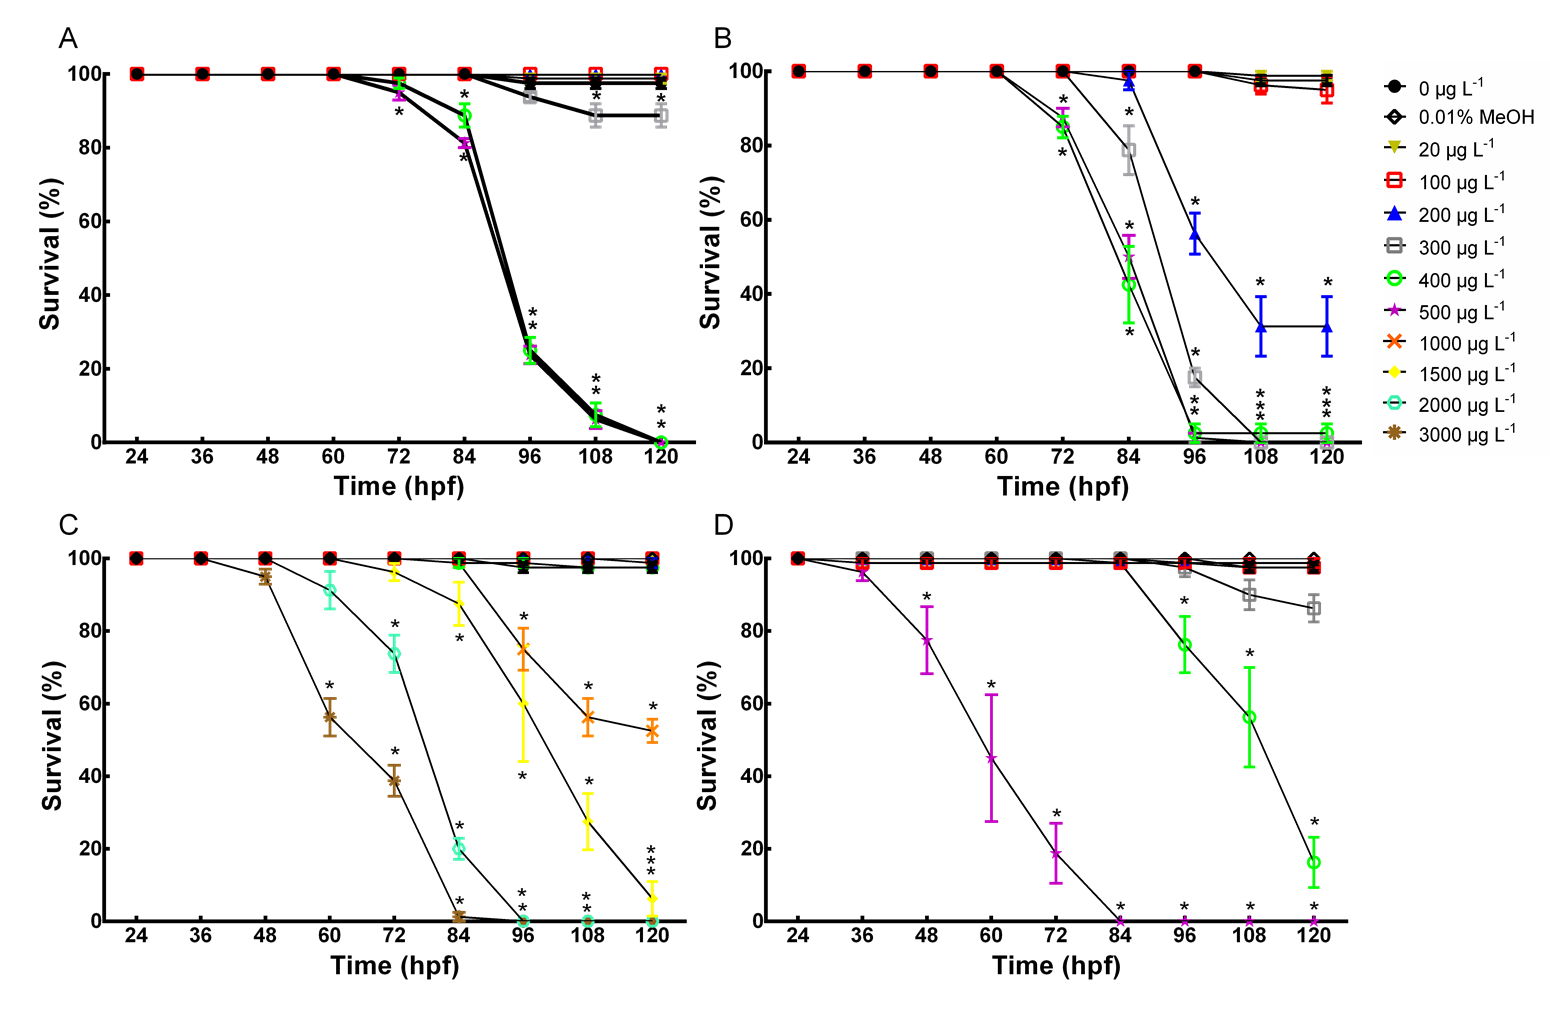 A
100
80
60
40
20
0
Survival (%)
24 36 48 60 72 84 96 108 120
Time (hpf)
* * * * * * * * * * * *
B
100
80
60
40
20
0
Survival (%)
24 36 48 60 72 84 96 108 120
Time (hpf)
* * * * * * * * * * * * * * * * *
0 µg L-1
0.01% MeOH
20 µg L-1
100 µg L-1
200 µg L-1
300 µg L-1
400 µg L-1
500 µg L-1
1000 µg L-1
1500 µg L-1
2000 µg L-1
3000 µg L-1
C
100
80
60
40
20
0
Survival (%)
24 36 48 60 72 84 96 108 120
Time (hpf)
* * * * * * * * * * * * * * * * * *
D
100
80
60
40
20
0
Survival (%)
24 36 48 60 72 84 96 108 120
Time (hpf)
* * * * * * * * * *